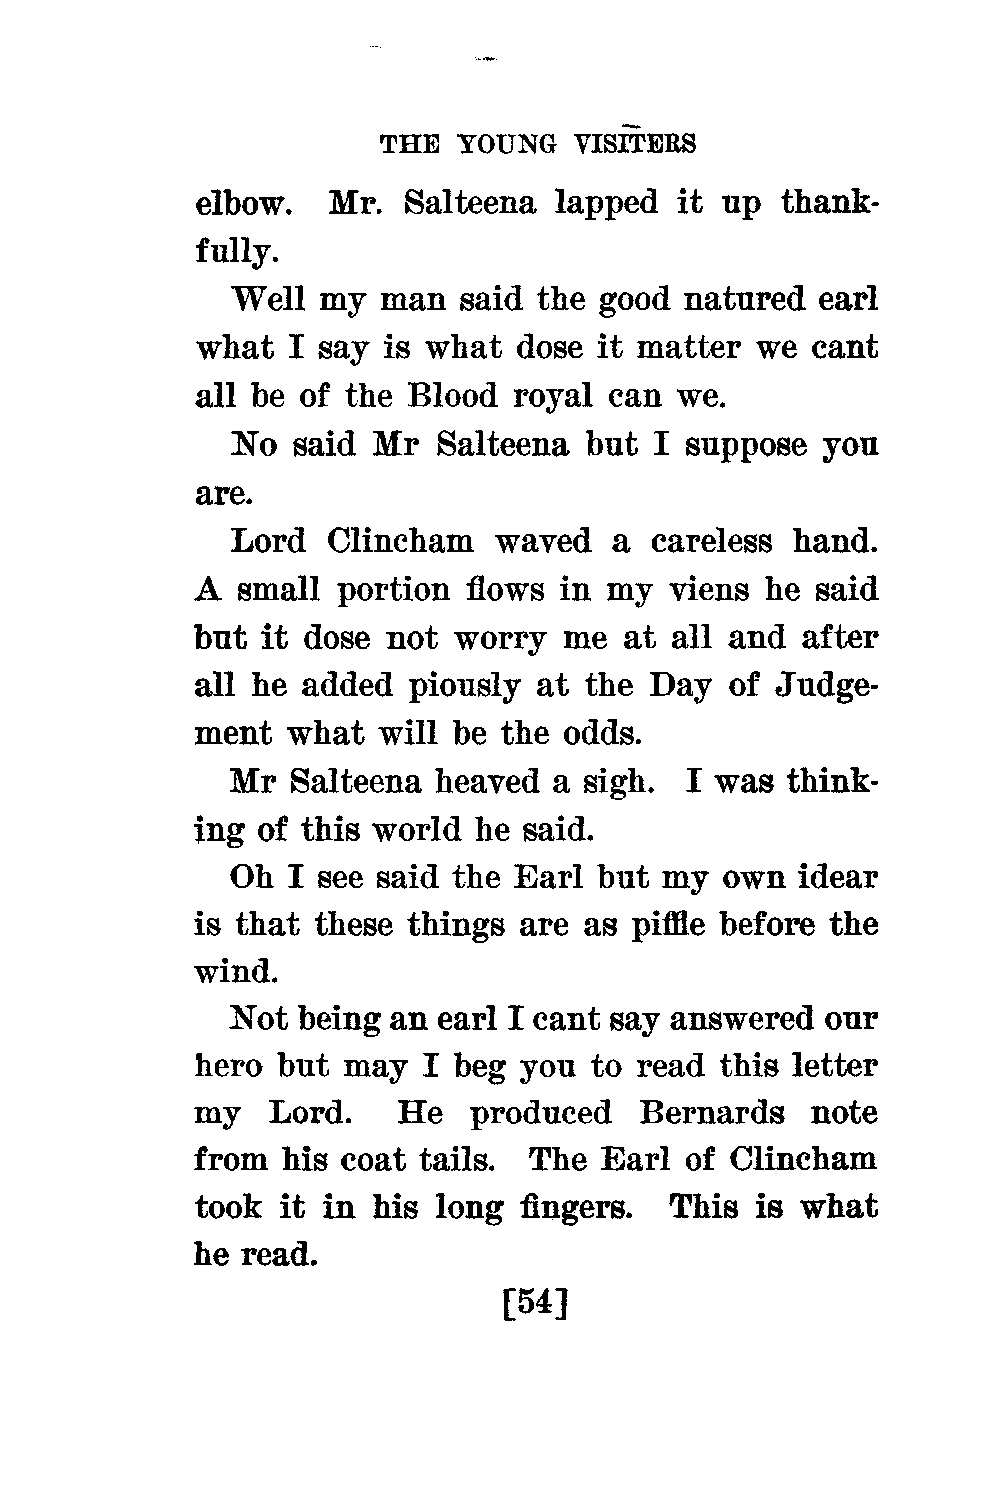 THE YOUNG VISITERS
elbow. Mr. Salteena lapped it up thank-
fully.
Well my man said the good natured earl
what I say is what dose it matter we cant
all be of the Blood royal can we.
No said Mr Salteena but I suppose you
are.
Lord Clincham waved a careless hand.
A small portion flows in my viens he said
but it dose not worry me at all and after
all he added piously at the Day of Judge-
ment what will be the odds.
Mr Salteena heaved a sigh. I was think-
ing of this world he said.
Oh I see said the Earl but my own idear
is that these things are as piffle before the
wind.
Not being an earl I cant say answered our
hero but may I beg you to read this letter
my Lord. He produced Bernards note
from his coat tails. The Earl of Clincham
took it in his long fingers. This is what
he read.
[54]